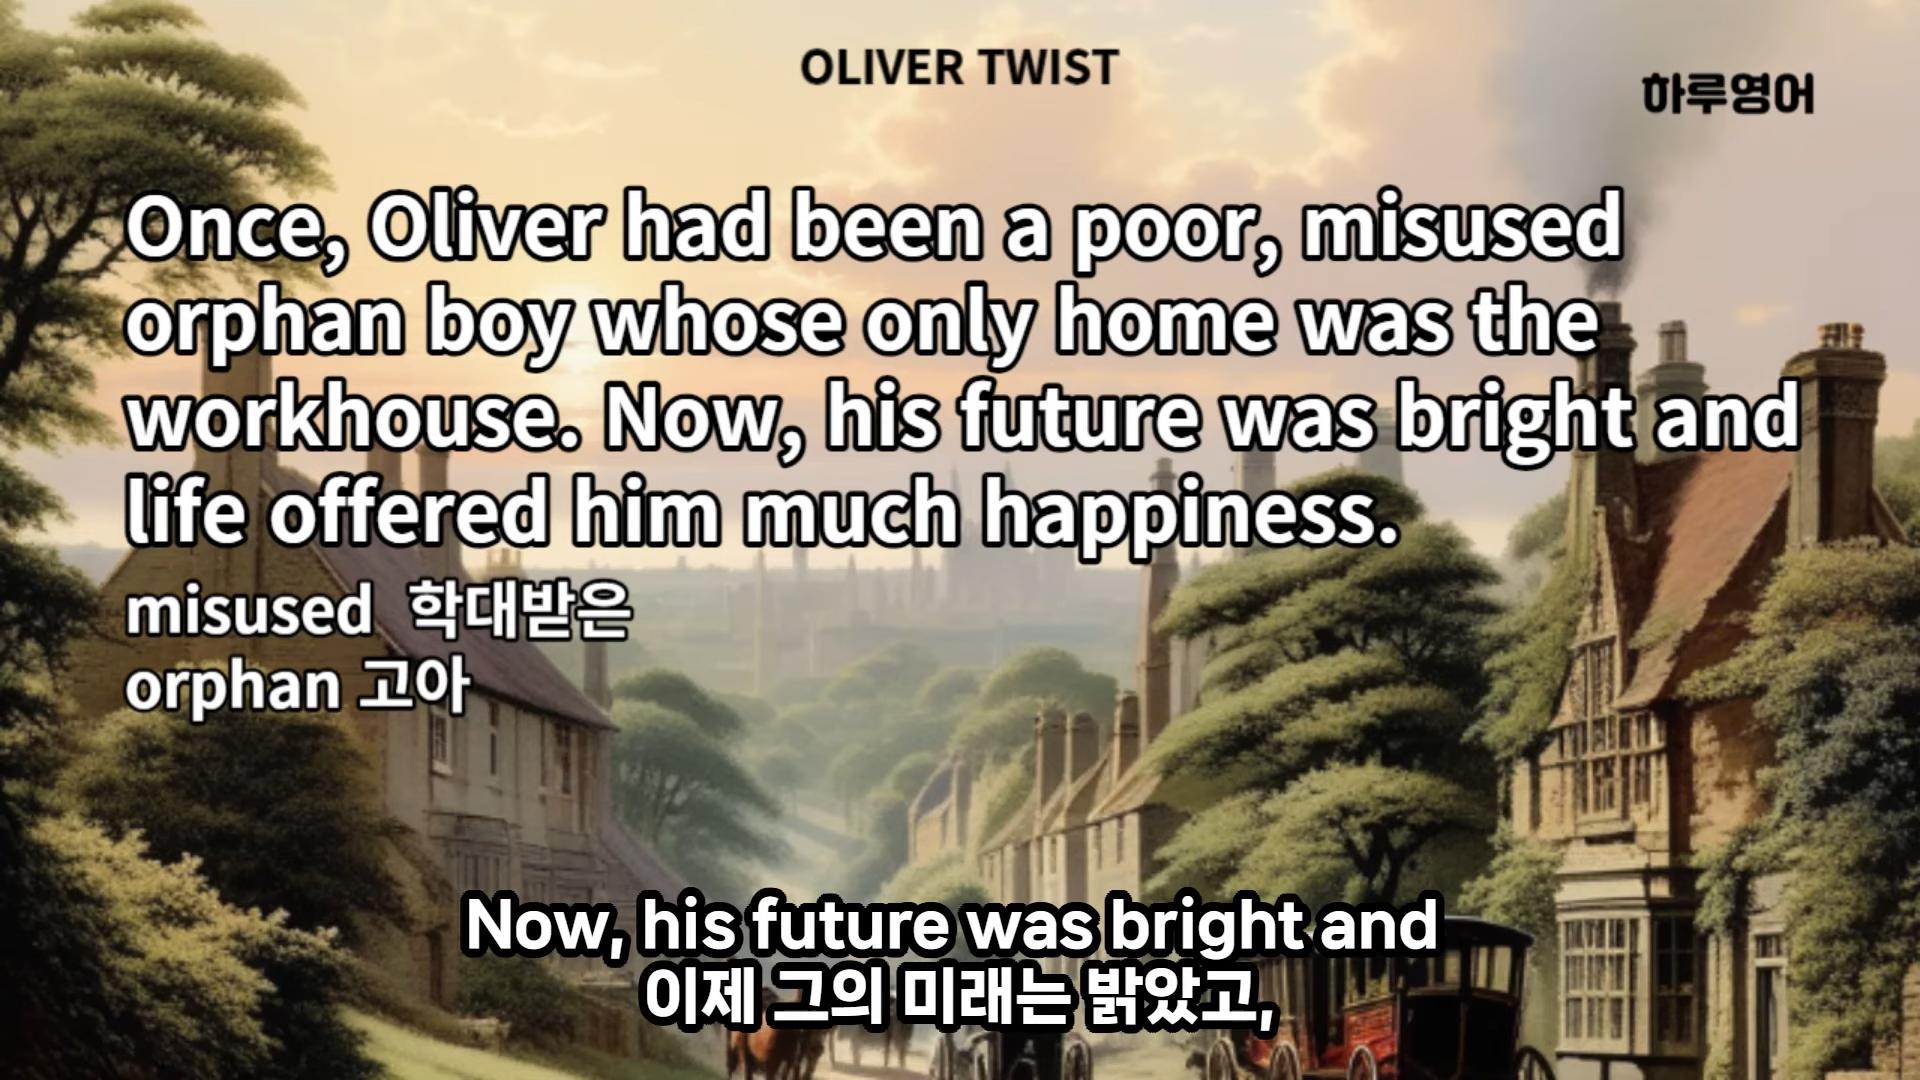 OLIVER TWIST
하루영어
Once, Oliver had been a poor, misused
orphan boy whose only home was the
workhouse. Now, his future was bright and
life offered him much happiness.
misused 학대받은
orphan 고아
Now, his future was bright and
이제 그의 미래는 밝았고,